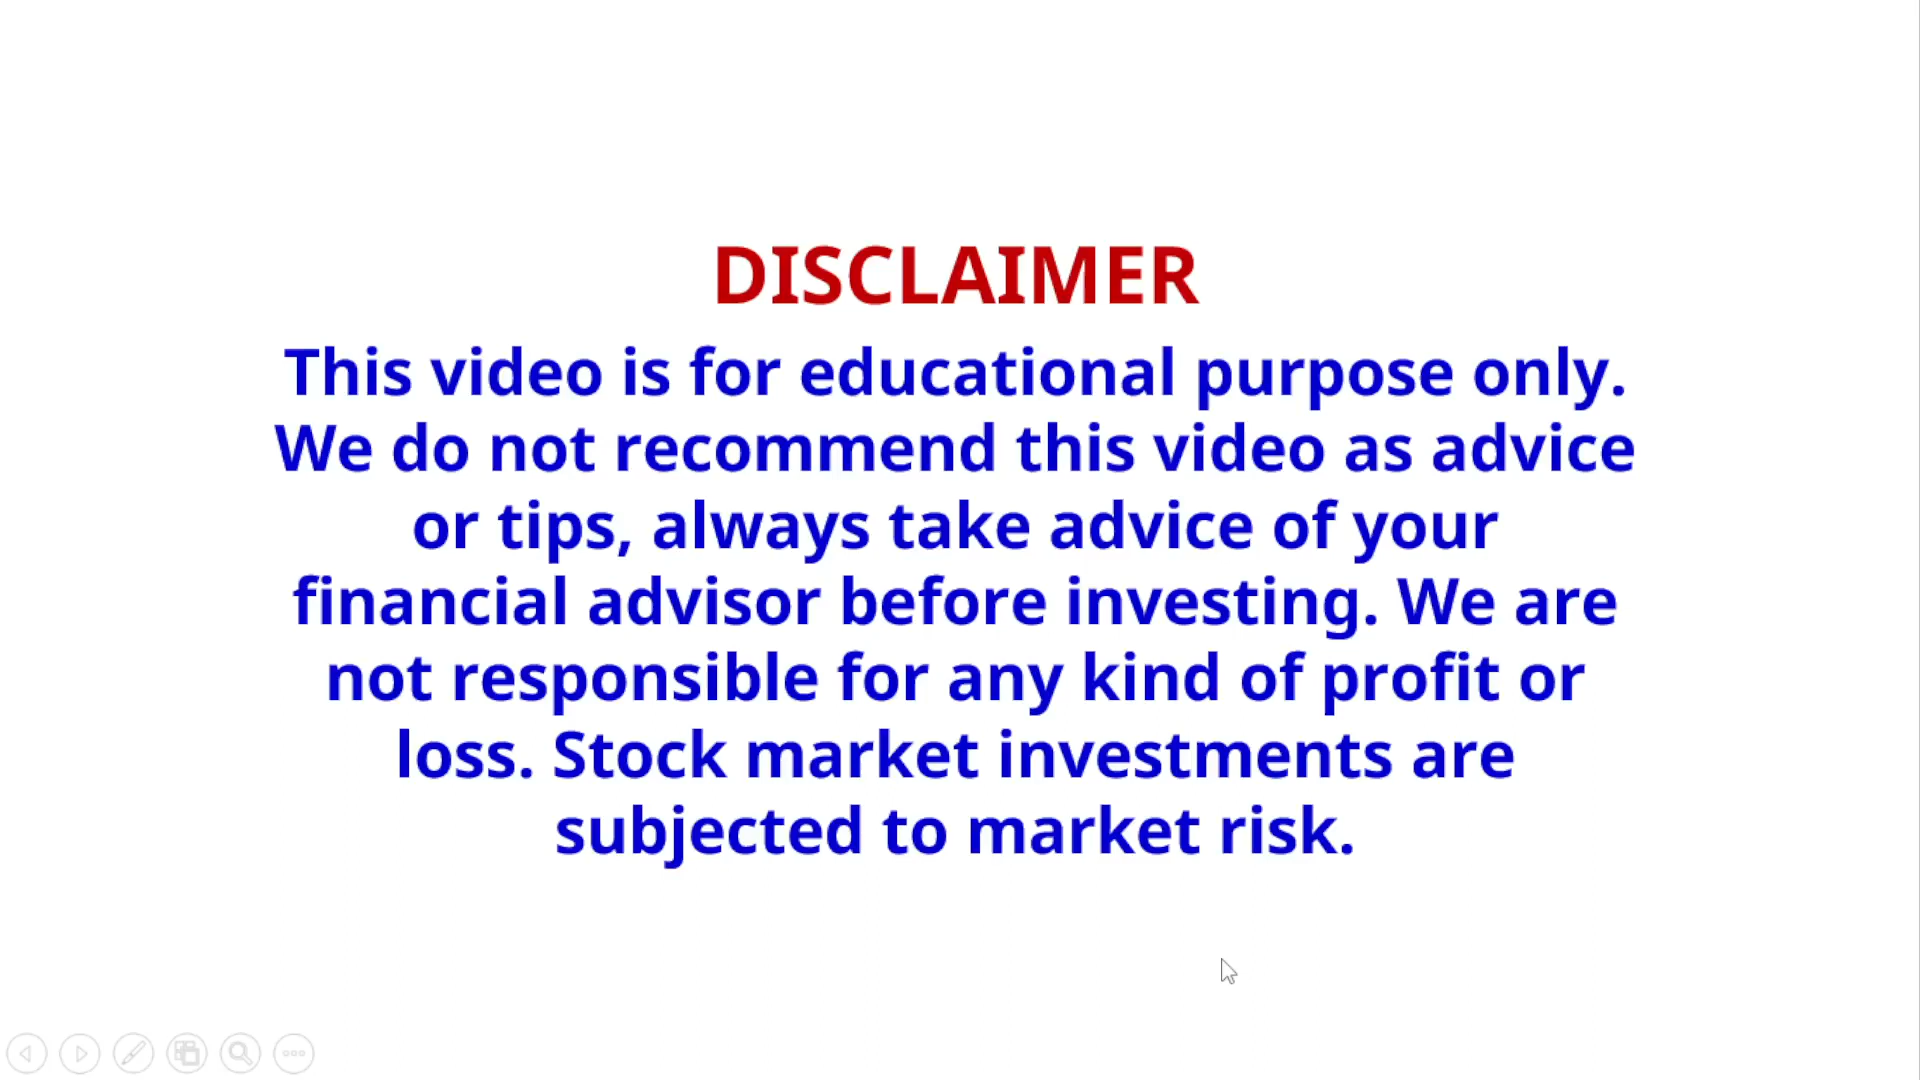 DISCLAIMER
This video is for educational purpose only.
We do not recommend this video as advice
or tips, always take advice of your
financial advisor before investing. We are
not responsible for any kind of profit or
loss. Stock market investments are
subjected to market risk.